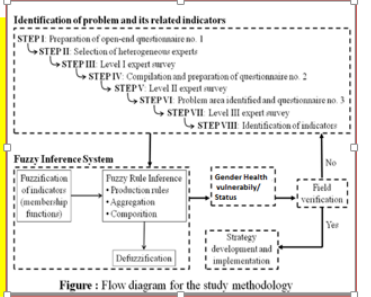 Identification of problem and its related indicators
STEP I: Preparation of open-end questionnaire no. 1
STEP II: Selection of heterogeneous experts
STEP III: Level I expert survey
STEP IV: Compilation and preparation of questionnaire no. 2
STEP V: Level II expert survey
STEP VI: Problem area identified and questionnaire no. 3
STEP VII: Level III expert survey
STEP VIII: Identification of indicators
Fuzzy Inference System
Fuzzification
of indicators
(membership
functions)
Fuzzy Rule Inference
• Production rules
• Aggregation
• Composition
Defuzzification
Gender Health
vulnerabily/
Status
No
Field
verification
Yes
Strategy
development and
implementation
Figure : Flow diagram for the study methodology